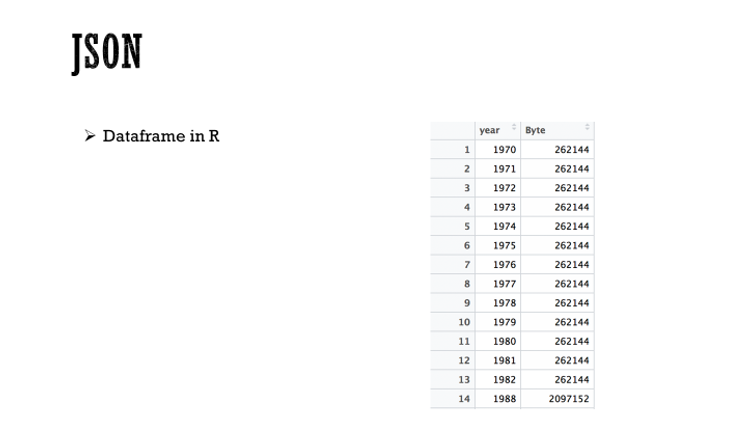 JSON
➢ Dataframe in R
year Byte
1 1970 262144
2 1971 262144
3 1972 262144
4 1973 262144
5 1974 262144
6 1975 262144
7 1976 262144
8 1977 262144
9 1978 262144
10 1979 262144
11 1980 262144
12 1981 262144
13 1982 262144
14 1988 2097152